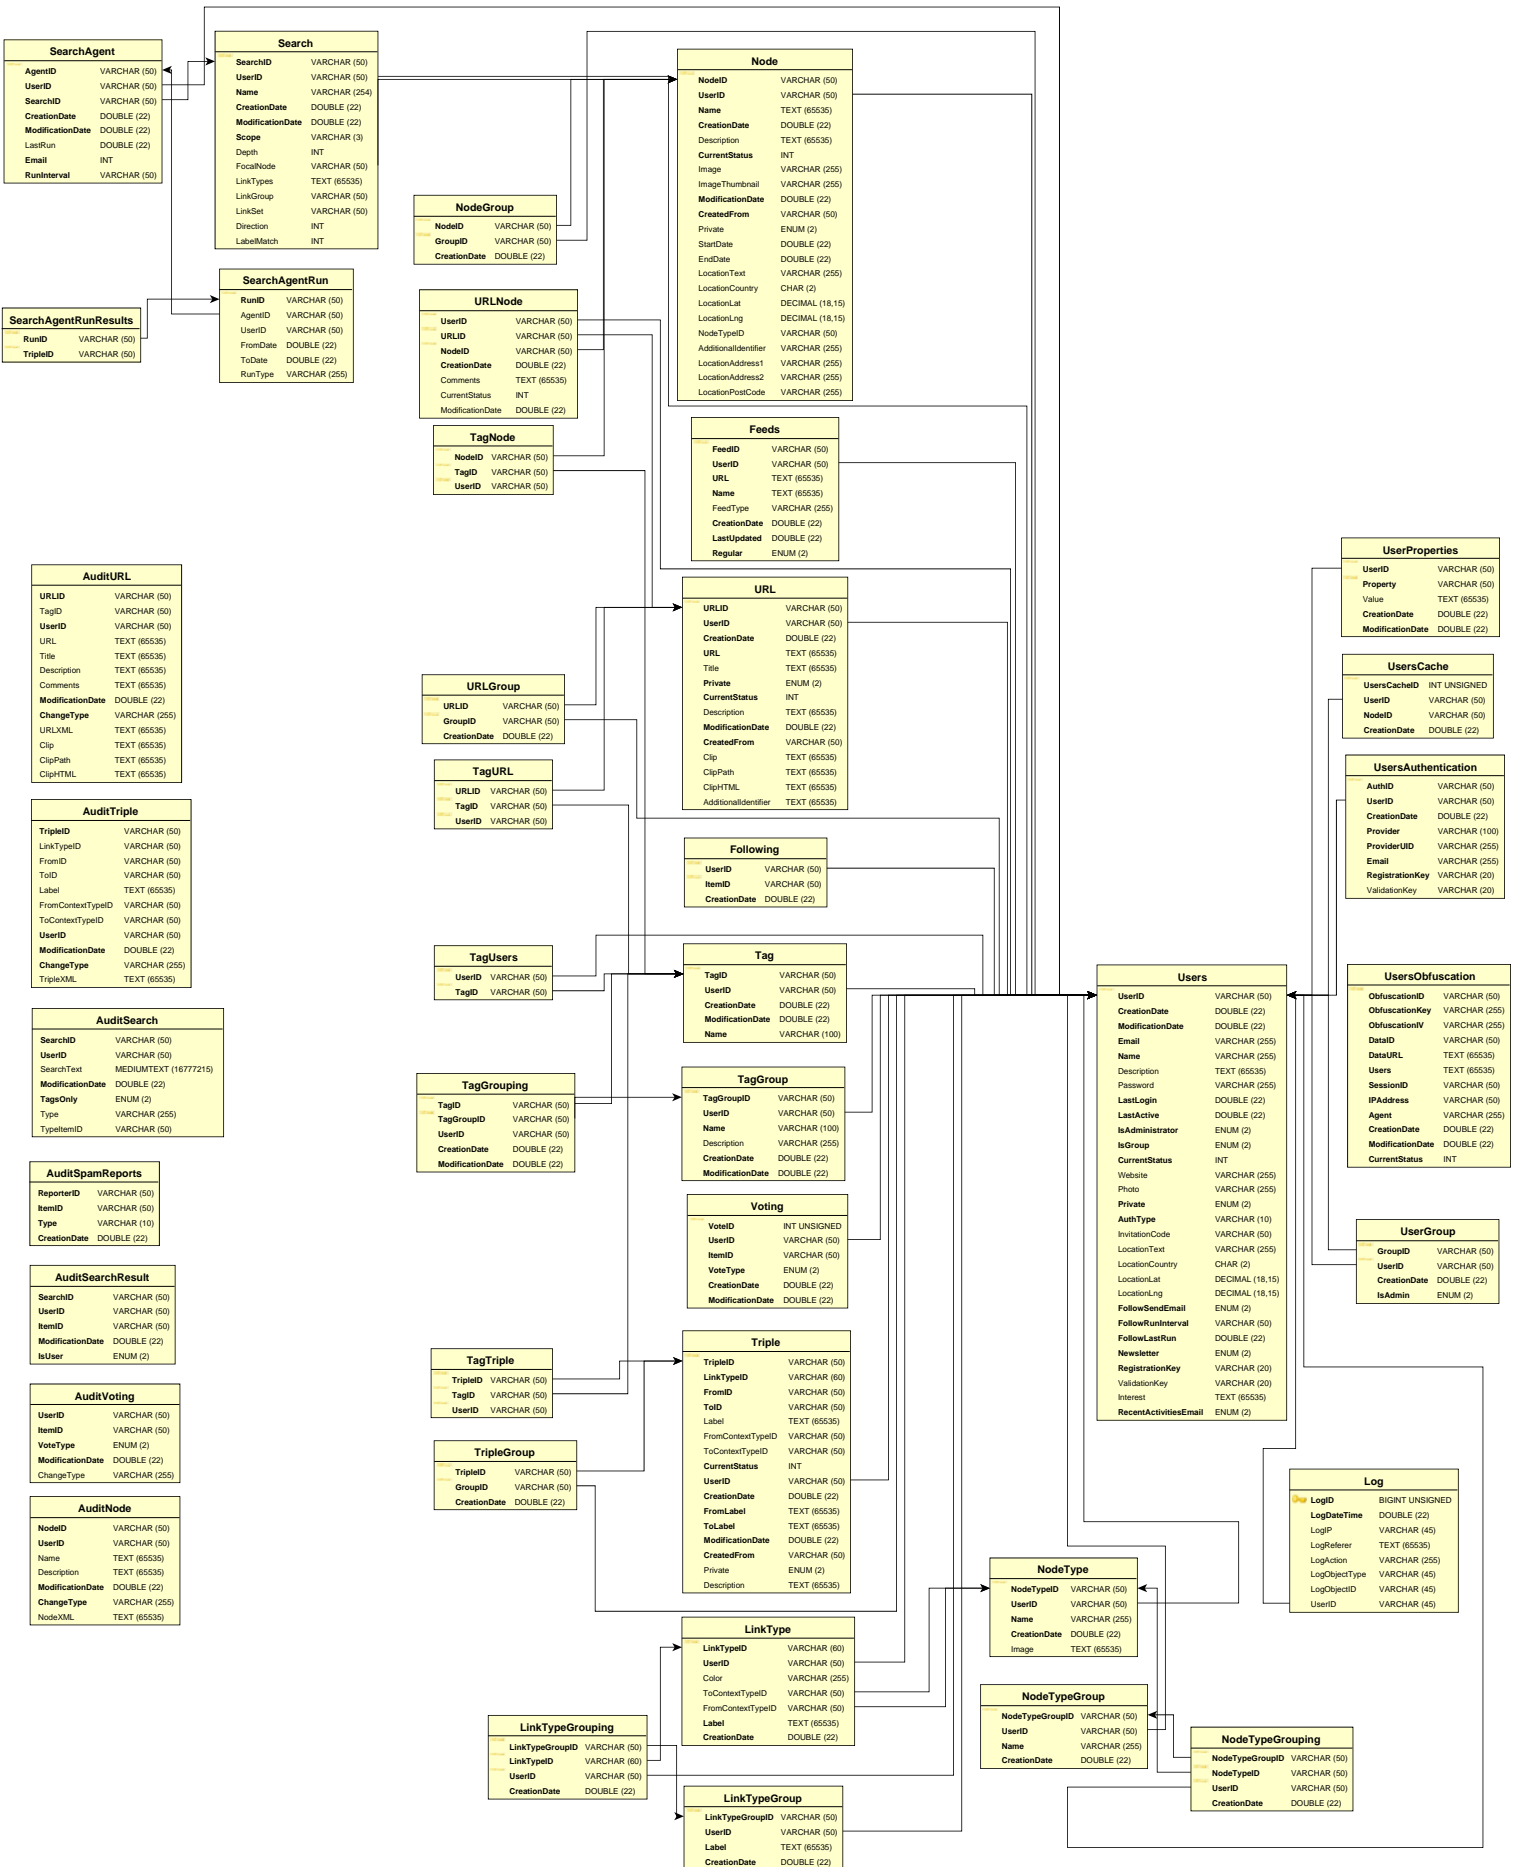 SearchAgent
AgentID VARCHAR (50)
UserID VARCHAR (50)
SearchID VARCHAR (50)
CreationDate DOUBLE (22)
ModificationDate DOUBLE (22)
LastRun DOUBLE (22)
Email INT
RunInterval VARCHAR (50)
Search
SearchID VARCHAR (50)
UserID VARCHAR (50)
Name VARCHAR (254)
CreationDate DOUBLE (22)
ModificationDate DOUBLE (22)
Scope VARCHAR (3)
Depth INT
FocalNode VARCHAR (50)
LinkTypes TEXT (65535)
LinkGroup VARCHAR (50)
LinkSet VARCHAR (50)
Direction INT
LabelMatch INT
SearchAgentRun
RunID VARCHAR (50)
AgentID VARCHAR (50)
UserID VARCHAR (50)
FromDate DOUBLE (22)
ToDate DOUBLE (22)
RunType VARCHAR (255)
SearchAgentRunResults
RunID VARCHAR (50)
TripleID VARCHAR (50)
AuditURL
URLID VARCHAR (50)
TagID VARCHAR (50)
UserID VARCHAR (50)
URL TEXT (65535)
Title TEXT (65535)
Description TEXT (65535)
Comments TEXT (65535)
ModificationDate DOUBLE (22)
ChangeType VARCHAR (255)
URLXML TEXT (65535)
Clip TEXT (65535)
ClipPath TEXT (65535)
ClipHTML TEXT (65535)
AuditTriple
TripleID VARCHAR (50)
LinkTypeID VARCHAR (50)
FromID VARCHAR (50)
ToID VARCHAR (50)
Label TEXT (65535)
FromContextTypeID VARCHAR (50)
ToContextTypeID VARCHAR (50)
UserID VARCHAR (50)
ModificationDate DOUBLE (22)
ChangeType VARCHAR (255)
TripleXML TEXT (65535)
AuditSearch
SearchID VARCHAR (50)
UserID VARCHAR (50)
SearchText MEDIUMTEXT (16777215)
ModificationDate DOUBLE (22)
TagsOnly ENUM (2)
Type VARCHAR (255)
TypeItemID VARCHAR (50)
AuditSpamReports
ReporterID VARCHAR (50)
ItemID VARCHAR (50)
Type VARCHAR (10)
CreationDate DOUBLE (22)
AuditSearchResult
SearchID VARCHAR (50)
UserID VARCHAR (50)
ItemID VARCHAR (50)
ModificationDate DOUBLE (22)
IsUser ENUM (2)
AuditVoting
UserID VARCHAR (50)
ItemID VARCHAR (50)
VoteType ENUM (2)
ModificationDate DOUBLE (22)
ChangeType VARCHAR (255)
AuditNode
NodeID VARCHAR (50)
UserID VARCHAR (50)
Name TEXT (65535)
Description TEXT (65535)
ModificationDate DOUBLE (22)
ChangeType VARCHAR (255)
NodeXML TEXT (65535)
NodeGroup
NodeID VARCHAR (50)
GroupID VARCHAR (50)
CreationDate DOUBLE (22)
URLNode
UserID VARCHAR (50)
URLID VARCHAR (50)
NodeID VARCHAR (50)
CreationDate DOUBLE (22)
Comments TEXT (65535)
CurrentStatus INT
ModificationDate DOUBLE (22)
TagNode
NodeID VARCHAR (50)
TagID VARCHAR (50)
UserID VARCHAR (50)
URLGroup
URLID VARCHAR (50)
GroupID VARCHAR (50)
CreationDate DOUBLE (22)
TagURL
URLID VARCHAR (50)
TagID VARCHAR (50)
UserID VARCHAR (50)
TagUsers
UserID VARCHAR (50)
TagID VARCHAR (50)
TagGrouping
TagID VARCHAR (50)
TagGroupID VARCHAR (50)
UserID VARCHAR (50)
CreationDate DOUBLE (22)
ModificationDate DOUBLE (22)
TagTriple
TripleID VARCHAR (50)
TagID VARCHAR (50)
UserID VARCHAR (50)
TripleGroup
TripleID VARCHAR (50)
GroupID VARCHAR (50)
CreationDate DOUBLE (22)
LinkTypeGrouping
LinkTypeGroupID VARCHAR (50)
LinkTypeID VARCHAR (60)
UserID VARCHAR (50)
CreationDate DOUBLE (22)
Node
NodeID VARCHAR (50)
UserID VARCHAR (50)
Name TEXT (65535)
CreationDate DOUBLE (22)
Description TEXT (65535)
CurrentStatus INT
Image VARCHAR (255)
ImageThumbnail VARCHAR (255)
ModificationDate DOUBLE (22)
CreatedFrom VARCHAR (50)
Private ENUM (2)
StartDate DOUBLE (22)
EndDate DOUBLE (22)
LocationText VARCHAR (255)
LocationCountry CHAR (2)
LocationLat DECIMAL (18,15)
LocationLng DECIMAL (18,15)
NodeTypeID VARCHAR (50)
AdditionalIdentifier VARCHAR (255)
LocationAddress1 VARCHAR (255)
LocationAddress2 VARCHAR (255)
LocationPostCode VARCHAR (255)
Feeds
FeedID VARCHAR (50)
UserID VARCHAR (50)
URL TEXT (65535)
Name TEXT (65535)
FeedType VARCHAR (255)
CreationDate DOUBLE (22)
LastUpdated DOUBLE (22)
Regular ENUM (2)
URL
URLID VARCHAR (50)
UserID VARCHAR (50)
CreationDate DOUBLE (22)
URL TEXT (65535)
Title TEXT (65535)
Private ENUM (2)
CurrentStatus INT
Description TEXT (65535)
ModificationDate DOUBLE (22)
CreatedFrom VARCHAR (50)
Clip TEXT (65535)
ClipPath TEXT (65535)
ClipHTML TEXT (65535)
AdditionalIdentifier TEXT (65535)
Following
UserID VARCHAR (50)
ItemID VARCHAR (50)
CreationDate DOUBLE (22)
Tag
TagID VARCHAR (50)
UserID VARCHAR (50)
CreationDate DOUBLE (22)
ModificationDate DOUBLE (22)
Name VARCHAR (100)
TagGroup
TagGroupID VARCHAR (50)
UserID VARCHAR (50)
Name VARCHAR (100)
Description VARCHAR (255)
CreationDate DOUBLE (22)
ModificationDate DOUBLE (22)
Voting
VoteID INT UNSIGNED
UserID VARCHAR (50)
ItemID VARCHAR (50)
VoteType ENUM (2)
CreationDate DOUBLE (22)
ModificationDate DOUBLE (22)
Triple
TripleID VARCHAR (50)
LinkTypeID VARCHAR (60)
FromID VARCHAR (50)
ToID VARCHAR (50)
Label TEXT (65535)
FromContextTypeID VARCHAR (50)
ToContextTypeID VARCHAR (50)
CurrentStatus INT
UserID VARCHAR (50)
CreationDate DOUBLE (22)
FromLabel TEXT (65535)
ToLabel TEXT (65535)
ModificationDate DOUBLE (22)
CreatedFrom VARCHAR (50)
Private ENUM (2)
Description TEXT (65535)
LinkType
LinkTypeID VARCHAR (60)
UserID VARCHAR (50)
Color VARCHAR (255)
ToContextTypeID VARCHAR (50)
FromContextTypeID VARCHAR (50)
Label TEXT (65535)
CreationDate DOUBLE (22)
LinkTypeGroup
LinkTypeGroupID VARCHAR (50)
UserID VARCHAR (50)
Label TEXT (65535)
CreationDate DOUBLE (22)
Users
UserID VARCHAR (50)
CreationDate DOUBLE (22)
ModificationDate DOUBLE (22)
Email VARCHAR (255)
Name VARCHAR (255)
Description TEXT (65535)
Password VARCHAR (255)
LastLogin DOUBLE (22)
LastActive DOUBLE (22)
IsAdministrator ENUM (2)
IsGroup ENUM (2)
CurrentStatus INT
Website VARCHAR (255)
Photo VARCHAR (255)
Private ENUM (2)
AuthType VARCHAR (10)
InvitationCode VARCHAR (50)
LocationText VARCHAR (255)
LocationCountry CHAR (2)
LocationLat DECIMAL (18,15)
LocationLng DECIMAL (18,15)
FollowSendEmail ENUM (2)
FollowRunInterval VARCHAR (50)
FollowLastRun DOUBLE (22)
Newsletter ENUM (2)
RegistrationKey VARCHAR (20)
ValidationKey VARCHAR (20)
Interest TEXT (65535)
RecentActivitiesEmail ENUM (2)
NodeType
NodeTypeID VARCHAR (50)
UserID VARCHAR (50)
Name VARCHAR (255)
CreationDate DOUBLE (22)
Image TEXT (65535)
NodeTypeGroup
NodeTypeGroupID VARCHAR (50)
UserID VARCHAR (50)
Name VARCHAR (255)
CreationDate DOUBLE (22)
NodeTypeGrouping
NodeTypeGroupID VARCHAR (50)
NodeTypeID VARCHAR (50)
UserID VARCHAR (50)
CreationDate DOUBLE (22)
UserProperties
UserID VARCHAR (50)
Property VARCHAR (50)
Value TEXT (65535)
CreationDate DOUBLE (22)
ModificationDate DOUBLE (22)
UsersCache
UsersCacheID INT UNSIGNED
UserID VARCHAR (50)
NodeID VARCHAR (50)
CreationDate DOUBLE (22)
UsersAuthentication
AuthID VARCHAR (50)
UserID VARCHAR (50)
CreationDate DOUBLE (22)
Provider VARCHAR (100)
ProviderUID VARCHAR (255)
Email VARCHAR (255)
RegistrationKey VARCHAR (20)
ValidationKey VARCHAR (20)
UsersObfuscation
ObfuscationID VARCHAR (50)
ObfuscationKey VARCHAR (255)
ObfuscationIV VARCHAR (255)
DataID VARCHAR (50)
DataURL TEXT (65535)
Users TEXT (65535)
SessionID VARCHAR (50)
IPAddress VARCHAR (50)
Agent VARCHAR (255)
CreationDate DOUBLE (22)
ModificationDate DOUBLE (22)
CurrentStatus INT
UserGroup
GroupID VARCHAR (50)
UserID VARCHAR (50)
CreationDate DOUBLE (22)
IsAdmin ENUM (2)
Log
LogID BIGINT UNSIGNED
LogDateTime DOUBLE (22)
LogIP VARCHAR (45)
LogReferer TEXT (65535)
LogAction VARCHAR (255)
LogObjectType VARCHAR (45)
LogObjectID VARCHAR (45)
UserID VARCHAR (45)